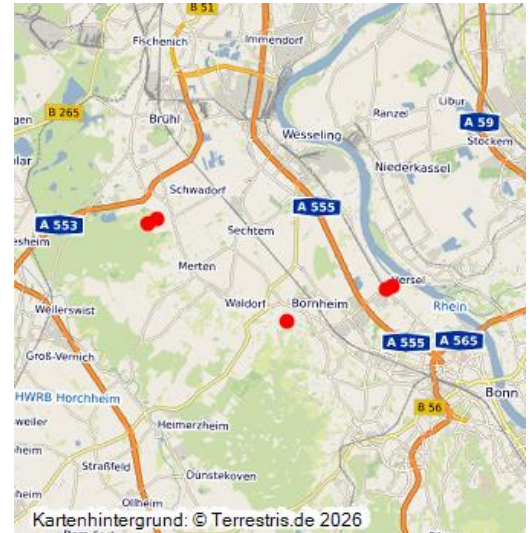 B 51
Fischenich
Immendorf
B 265
Libur
Ranzel
A 59
Brühl
Wesseling
Stockem
Niederkassel
Schwadorf
A 555
A 553
Sechtem
Merten
Weilerswist
Waldorf
Bornheim
Rhein
A 555
A 565
Groß-Vernich
Bonn
HWRB Horchheim
B 56
Heimerzheim
Straßfeld
Dünstekoven
Ollheim
Kartenhintergrund: © Terrestris.de 2026